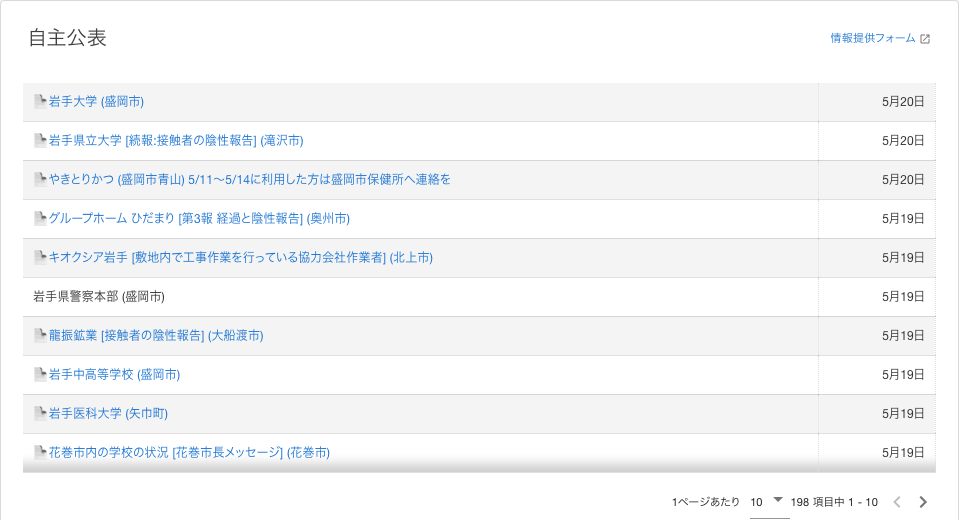 自主公表
情報提供フォーム
岩手大学 (盛岡市) 5月20日
岩手県立大学 [続報:接触者の陰性報告] (滝沢市) 5月20日
やきとりかつ (盛岡市青山) 5/11〜5/14に利用した方は盛岡市保健所へ連絡を 5月20日
グループホーム ひだまり [第3報 経過と陰性報告] (奥州市) 5月19日
キオクシア岩手 [敷地内で工事作業を行っている協力会社作業者] (北上市) 5月19日
岩手県警察本部 (盛岡市) 5月19日
龍振鉱業 [接触者の陰性報告] (大船渡市) 5月19日
岩手中高等学校 (盛岡市) 5月19日
岩手医科大学 (矢巾町) 5月19日
花巻市内の学校の状況 [花巻市長メッセージ] (花巻市) 5月19日
1ページあたり 10 198 項目中 1 - 10